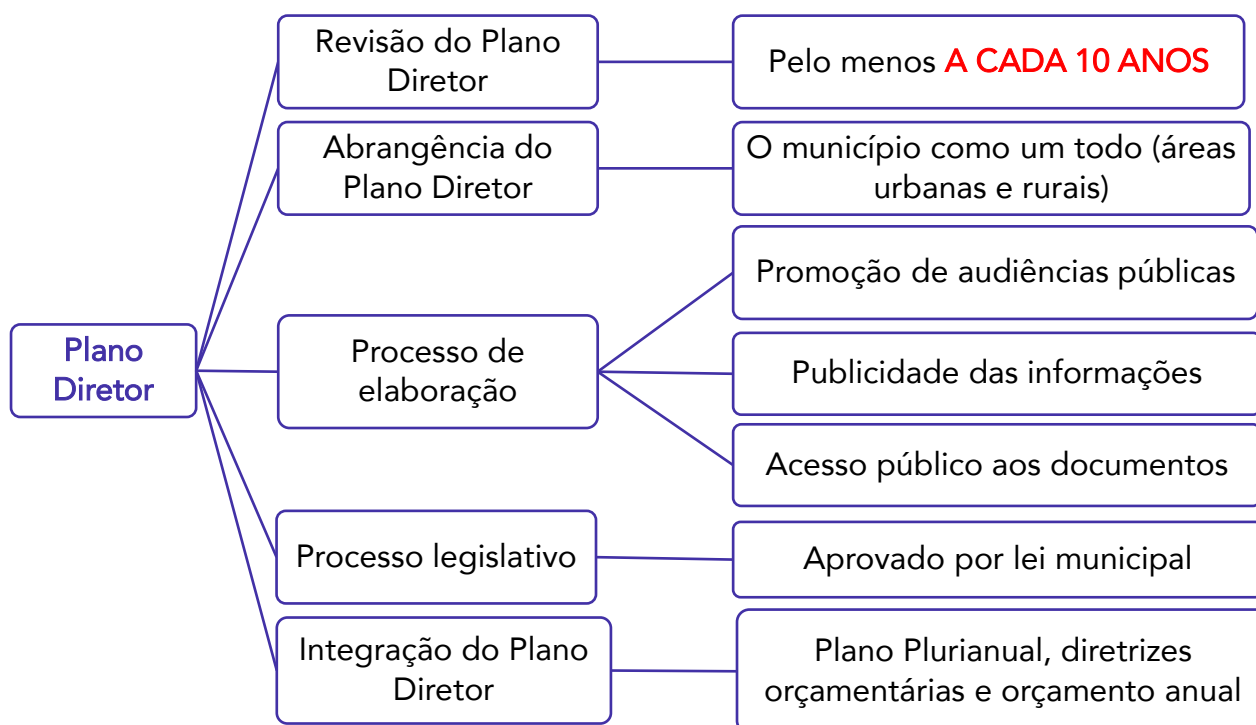 Plano
Diretor
Revisão do Plano
Diretor
Pelo menos A CADA 10 ANOS
Abrangência do
Plano Diretor
O município como um todo (áreas
urbanas e rurais)
Processo de
elaboração
Promoção de audiências públicas
Publicidade das informações
Acesso público aos documentos
Processo legislativo
Aprovado por lei municipal
Integração do Plano
Diretor
Plano Plurianual, diretrizes
orçamentárias e orçamento anual